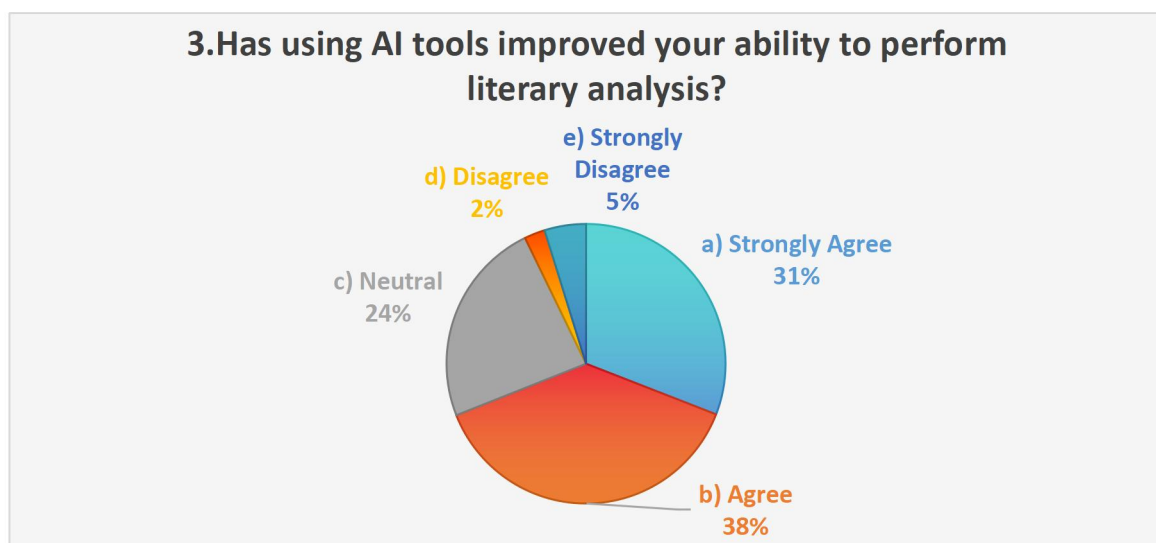 3.Has using AI tools improved your ability to perform
literary analysis?
e) Strongly
Disagree
5%
d) Disagree
2%
a) Strongly Agree
31%
c) Neutral
24%
b) Agree
38%